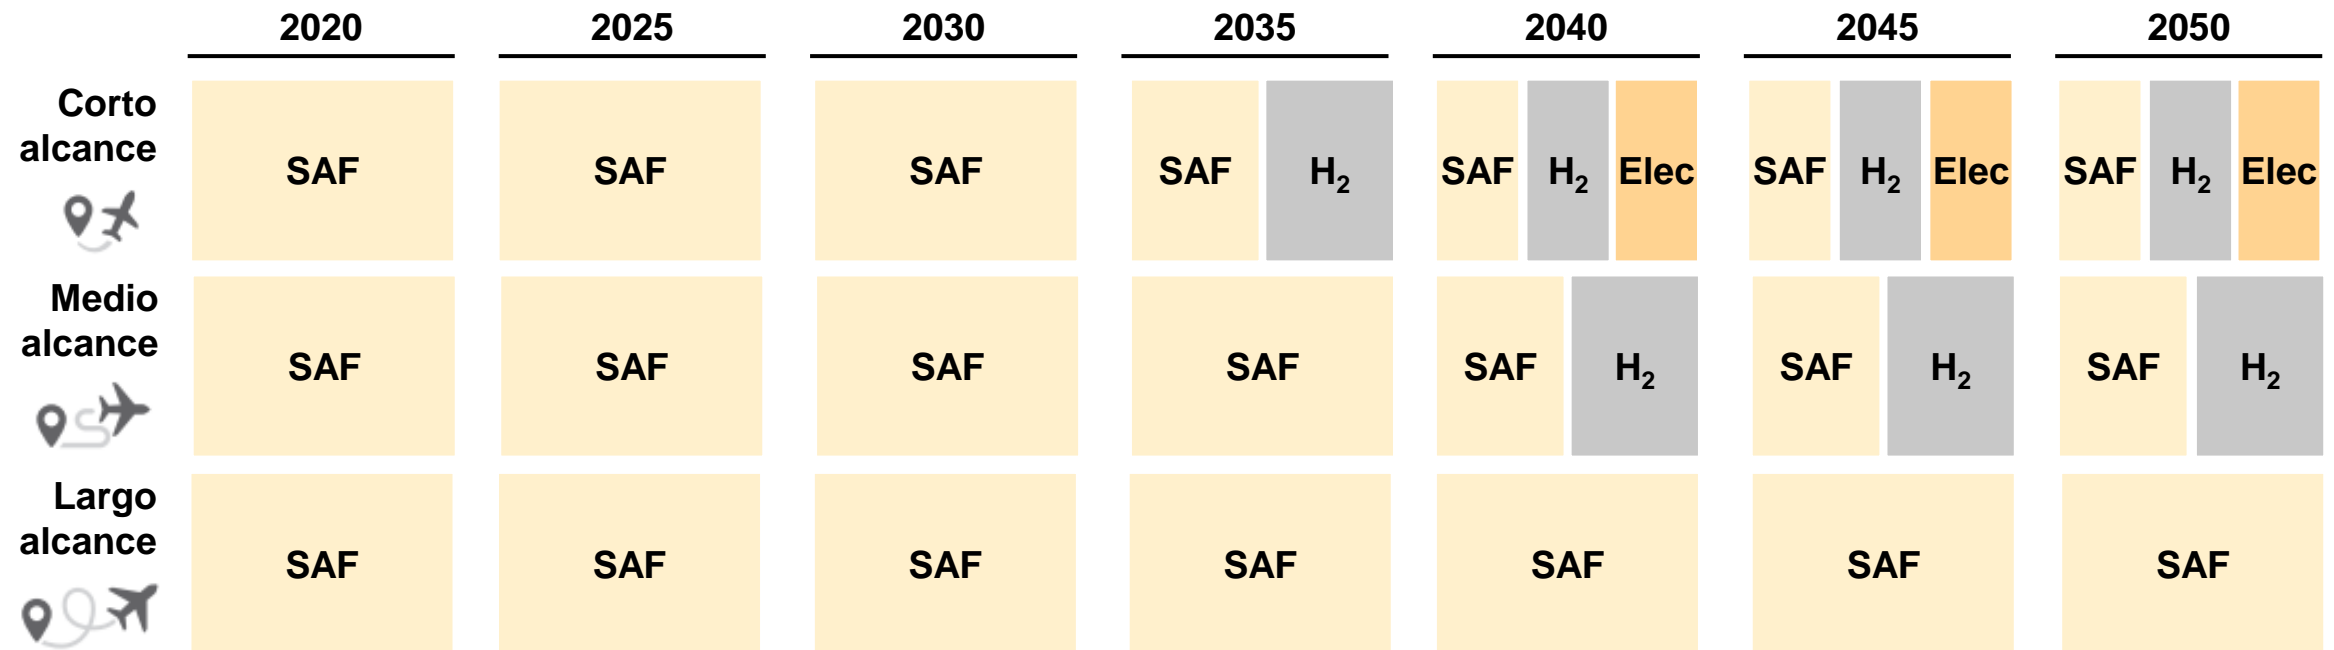 2020 2025 2030 2035 2040 2045 2050
Corto
alcance
SAF SAF SAF SAF H₂ SAF H₂ Elec SAF H₂ Elec SAF H₂ Elec
Medio
alcance
SAF SAF SAF SAF SAF H₂ SAF H₂ SAF H₂
Largo
alcance
SAF SAF SAF SAF SAF SAF SAF